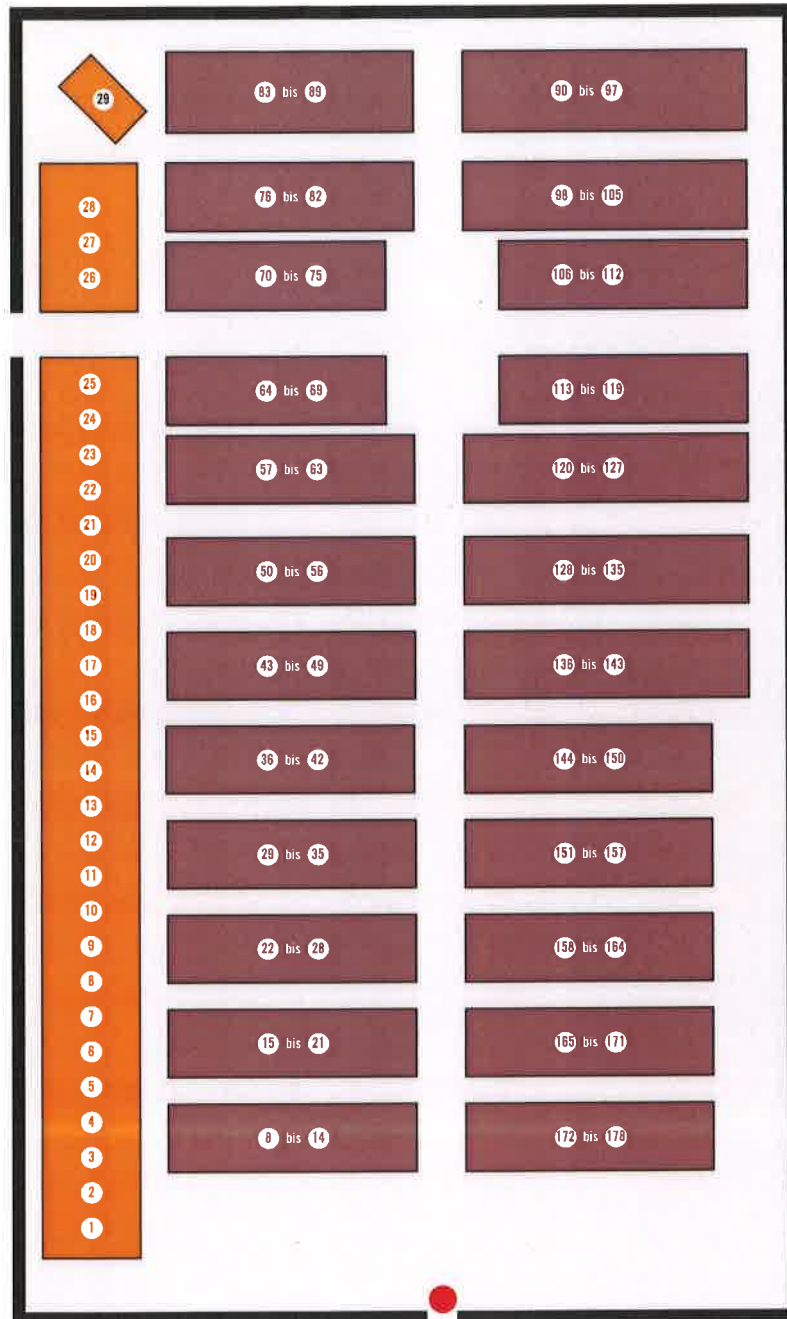 29
28
27
26
25
24
23
22
21
20
19
18
17
16
15
14
13
12
11
10
9
8
7
6
5
4
3
2
1
83 bis 89
76 bis 82
70 bis 75
64 bis 69
57 bis 63
50 bis 56
43 bis 49
36 bis 42
29 bis 35
22 bis 28
15 bis 21
8 bis 14
90 bis 97
98 bis 105
106 bis 112
113 bis 119
120 bis 127
128 bis 135
136 bis 143
144 bis 150
151 bis 157
158 bis 164
165 bis 171
172 bis 178